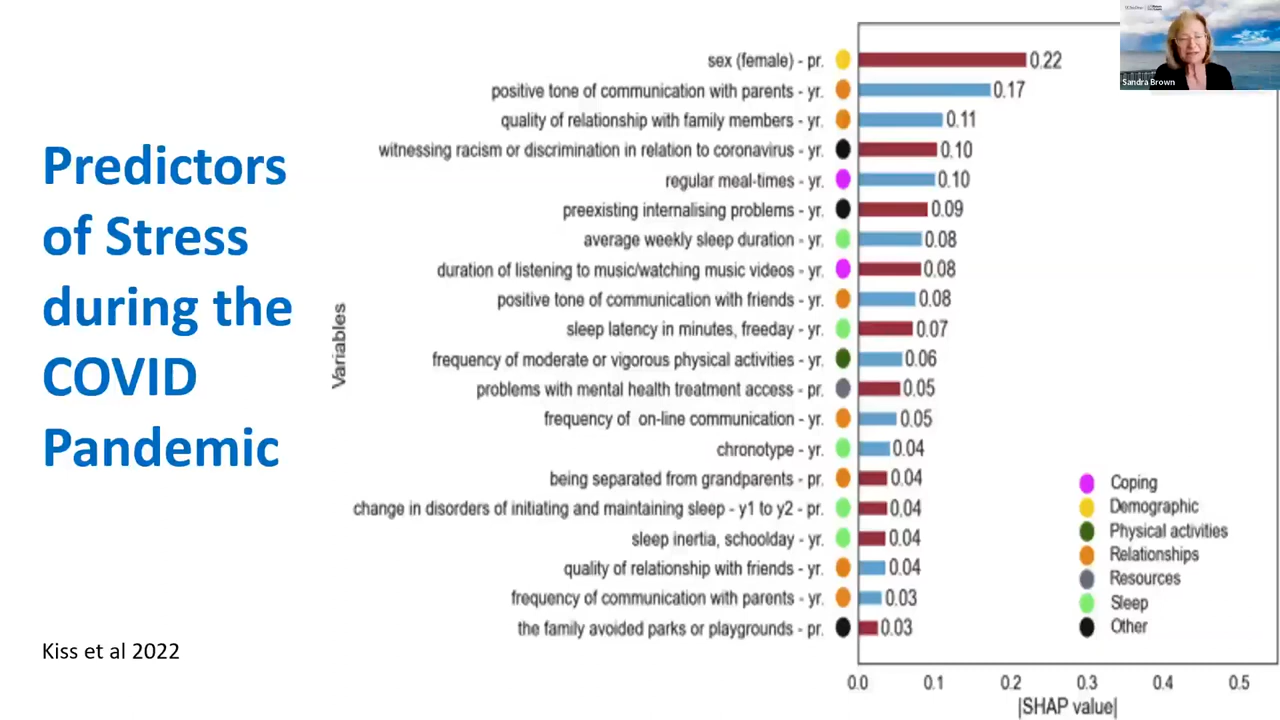 Predictors
of Stress
during the
COVID
Pandemic
Kiss et al 2022
Variables
sex (female) - pr. 0.22
positive tone of communication with parents - yr. 0.17
quality of relationship with family members - yr. 0.11
witnessing racism or discrimination in relation to coronavirus - yr. 0.10
regular meal-times - yr. 0.10
preexisting internalising problems - yr. 0.09
average weekly sleep duration - yr. 0.08
duration of listening to music/watching music videos - yr. 0.08
positive tone of communication with friends - yr. 0.08
sleep latency in minutes, freeday - yr. 0.07
frequency of moderate or vigorous physical activities - yr. 0.06
problems with mental health treatment access - pr. 0.05
frequency of on-line communication - yr. 0.05
chronotype - yr. 0.04
being separated from grandparents - pr. 0.04
change in disorders of initiating and maintaining sleep - y1 to y2 - pr. 0.04
sleep inertia, schoolday - yr. 0.04
quality of relationship with friends - yr. 0.04
frequency of communication with parents - yr. 0.03
the family avoided parks or playgrounds - pr. 0.03
Coping
Demographic
Physical activities
Relationships
Resources
Sleep
Other
0.0 0.1 0.2 0.3 0.4 0.5
|SHAP value|
Sandra Brown